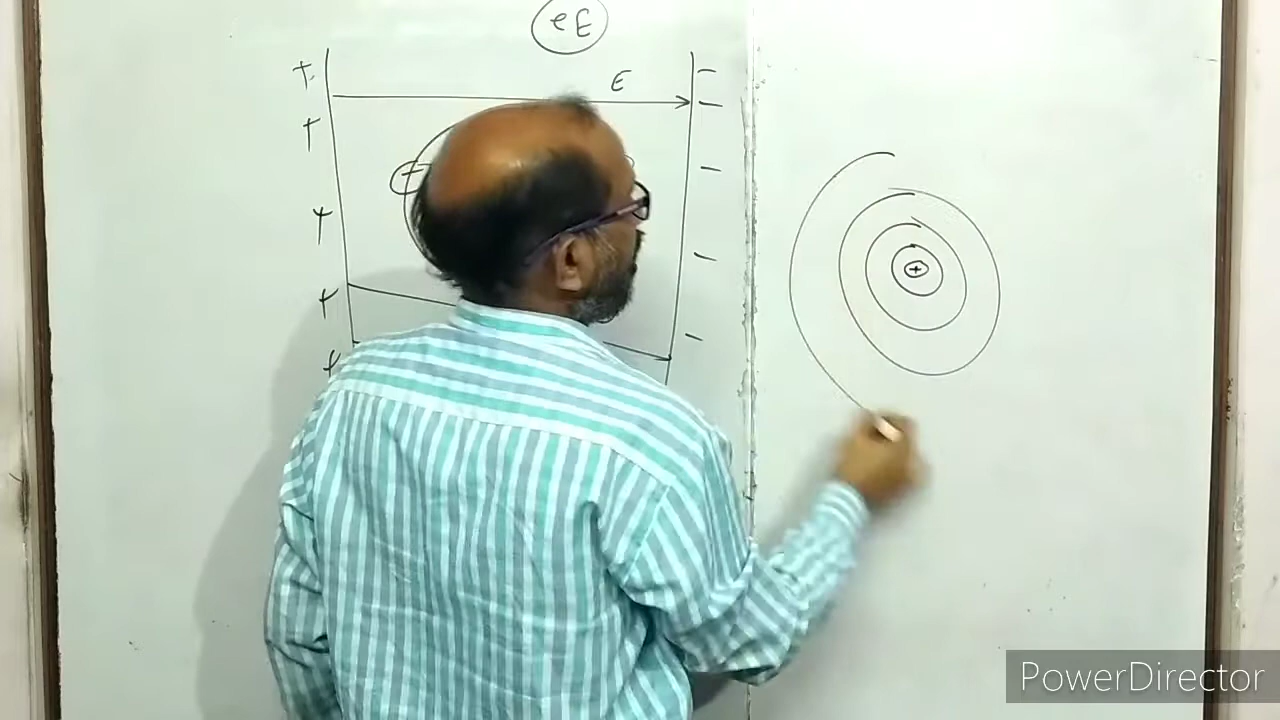 eE
+ E -
-
+
- -
+ +
-
+
-
+
PowerDirector